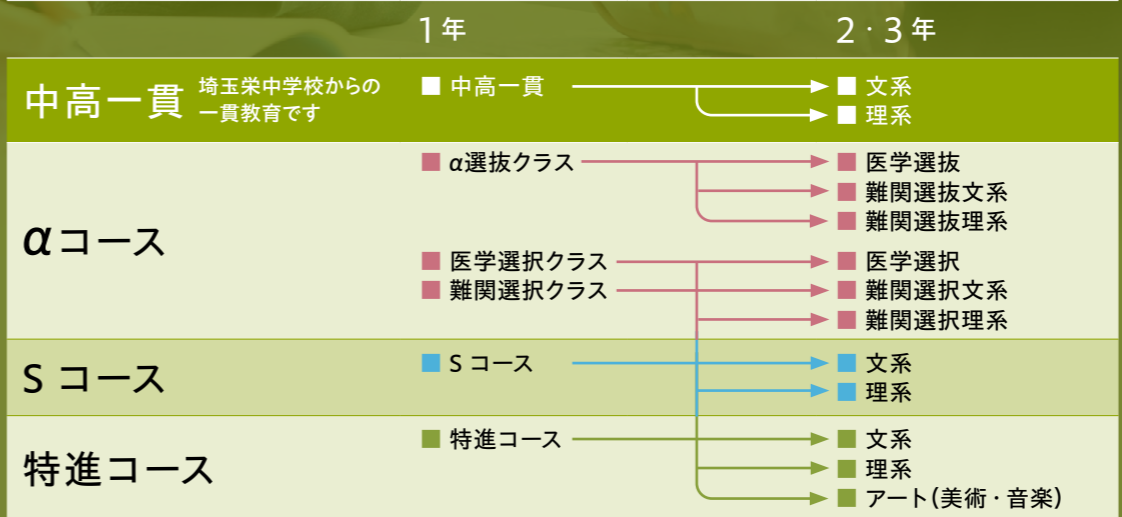 1年 2・3年
中高一貫 埼玉栄中学校からの
一貫教育です
中高一貫 文系
理系
αコース
α選抜クラス 医学選抜
難関選抜文系
難関選抜理系
医学選択クラス 医学選択
難関選択クラス 難関選択文系
難関選択理系
S コース
S コース 文系
理系
特進コース
特進コース 文系
理系
アート(美術・音楽)